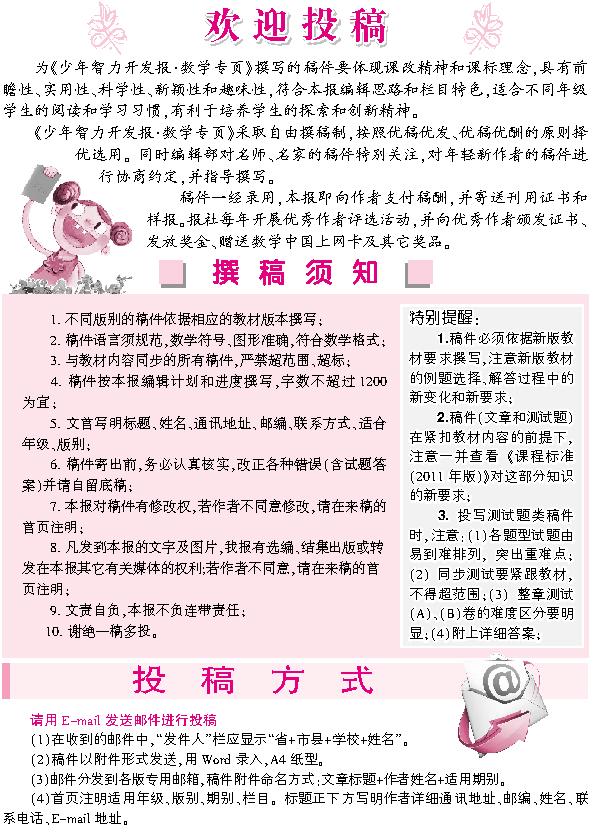 欢迎投稿
为《少年智力开发报·数学专页》撰写的稿件要体现课改精神和课标理念,具有前
瞻性、实用性、科学性、新颖性和趣味性,符合本报编辑思路和栏目特色,适合不同年级
学生的阅读和学习习惯,有利于培养学生的探索和创新精神。
《少年智力开发报·数学专页》采取自由撰稿制,按照优稿优发、优稿优酬的原则择
优选用。同时编辑部对名师、名家的稿件特别关注,对年轻新作者的稿件进
行协商约定,并指导撰写。
稿件一经录用,本报即向作者支付稿酬,并寄送刊用证书和
样报。报社每年开展优秀作者评选活动,并向优秀作者颁发证书、
发放奖金、赠送数学中国上网卡及其它奖品。
撰稿须知
1. 不同版别的稿件依据相应的教材版本撰写;
2. 稿件语言须规范,数学符号、图形准确,符合数学格式;
3. 与教材内容同步的所有稿件,严禁超范围、超标;
4. 稿件按本报编辑计划和进度撰写,字数不超过1200
为宜;
5. 文首写明标题、姓名、通讯地址、邮编、联系方式、适合
年级、版别;
6. 稿件寄出前,务必认真核实,改正各种错误(含试题答
案)并请自留底稿;
7. 本报对稿件有修改权,若作者不同意修改,请在来稿的
首页注明;
8. 凡发到本报的文字及图片,我报有选编、结集出版或转
发在本报其它有关媒体的权利;若作者不同意,请在来稿的首
页注明;
9. 文责自负,本报不负连带责任;
10. 谢绝一稿多投。
特别提醒:
1.稿件必须依据新版教
材要求撰写,注意新版教材
的例题选择、解答过程中的
新变化和新要求;
2.稿件(文章和测试题)
在紧扣教材内容的前提下,
注意一并查看《课程标准
(2011年版)》对这部分知识
的新要求;
3. 投写测试题类稿件
时,注意:(1)各题型试题由
易到难排列,突出重难点;
(2) 同步测试要紧跟教材,
不得超范围;(3) 整章测试
(A)、(B)卷的难度区分要明
显;(4)附上详细答案;
投稿方式
请用E-mail发送邮件进行投稿
(1)在收到的邮件中,“发件人”栏应显示“省+市县+学校+姓名”。
(2)稿件以附件形式发送,用Word录入,A4纸型。
(3)邮件分发到各版专用邮箱,稿件附件命名方式:文章标题+作者姓名+适用期别。
(4)首页注明适用年级、版别、期别、栏目。标题正下方写明作者详细通讯地址、邮编、姓名、联
系电话、E-mail地址。
@